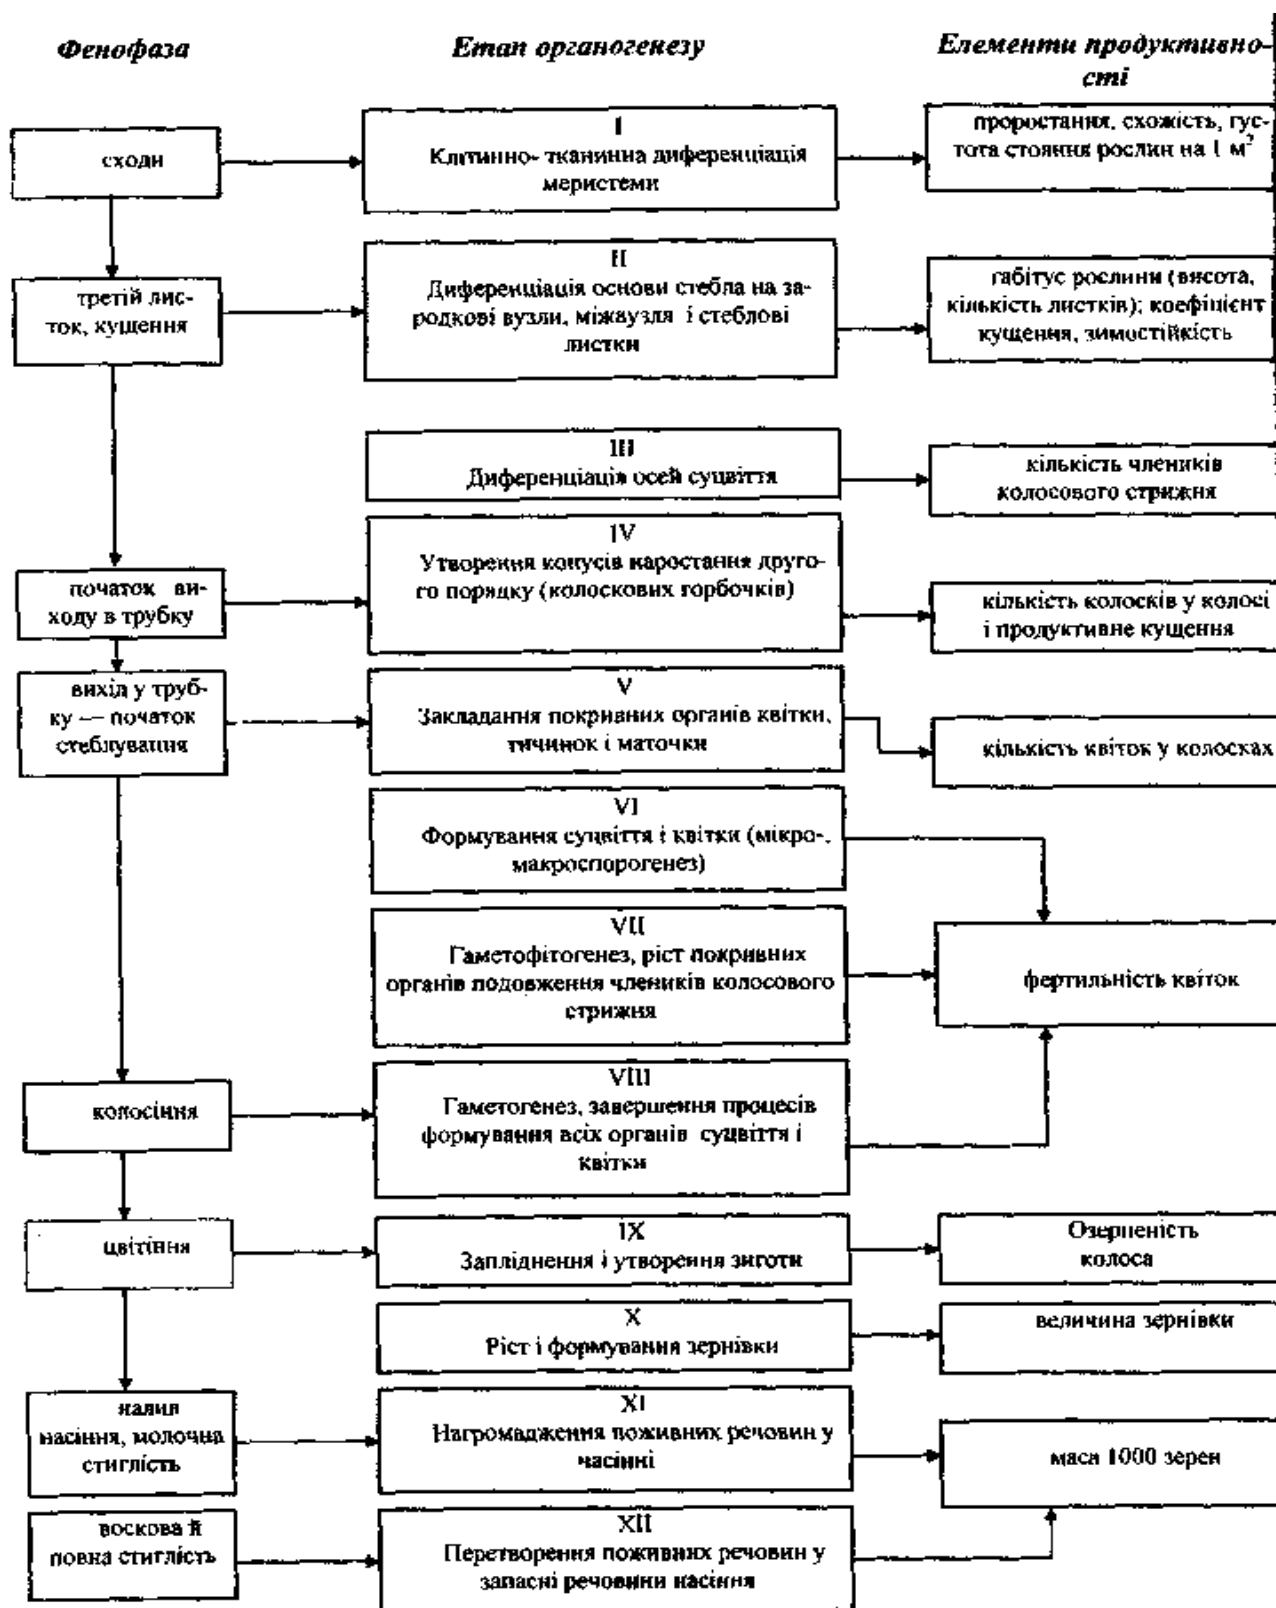 Фенофаза
Етап органогенезу
Елементи продуктивно-
сті
сходи
I
Клітинно- тканинна диференціація
меристеми
проростання, схожість, гус-
тота стояння рослин на 1 м²
третій лис-
ток, кущення
II
Диференціація основи стебла на за-
родкові вузли, міжвузля і стеблові
листки
габітус рослини (висота,
кількість листків); коефіцієнт
кущення, зимостійкість
III
Диференціація осей суцвіття
кількість члеників
колосового стрижня
початок ви-
ходу в трубку
IV
Утворення конусів наростання друго-
го порядку (колоскових горбочків)
кількість колосків у колосі
і продуктивне кущення
вихід у труб-
ку — початок
стеблування
V
Закладання покривних органів квітки,
тичинок і маточки
кількість квіток у колосках
VI
Формування суцвіття і квітки (мікро-,
макроспорогенез)
VII
Гаметофітогенез, ріст покривних
органів подовження члеників колосового
стрижня
фертильність квіток
колосіння
VIII
Гаметогенез, завершення процесів
формування всіх органів суцвіття і
квітки
цвітіння
IX
Запліднення і утворення зиготи
Озерненість
колоса
X
Ріст і формування зернівки
величина зернівки
налив
насіння, молочна
стиглість
XI
Нагромадження поживних речовин у
насінні
маса 1000 зерен
воскова й
повна стиглість
XII
Перетворення поживних речовин у
запасні речовини насіння